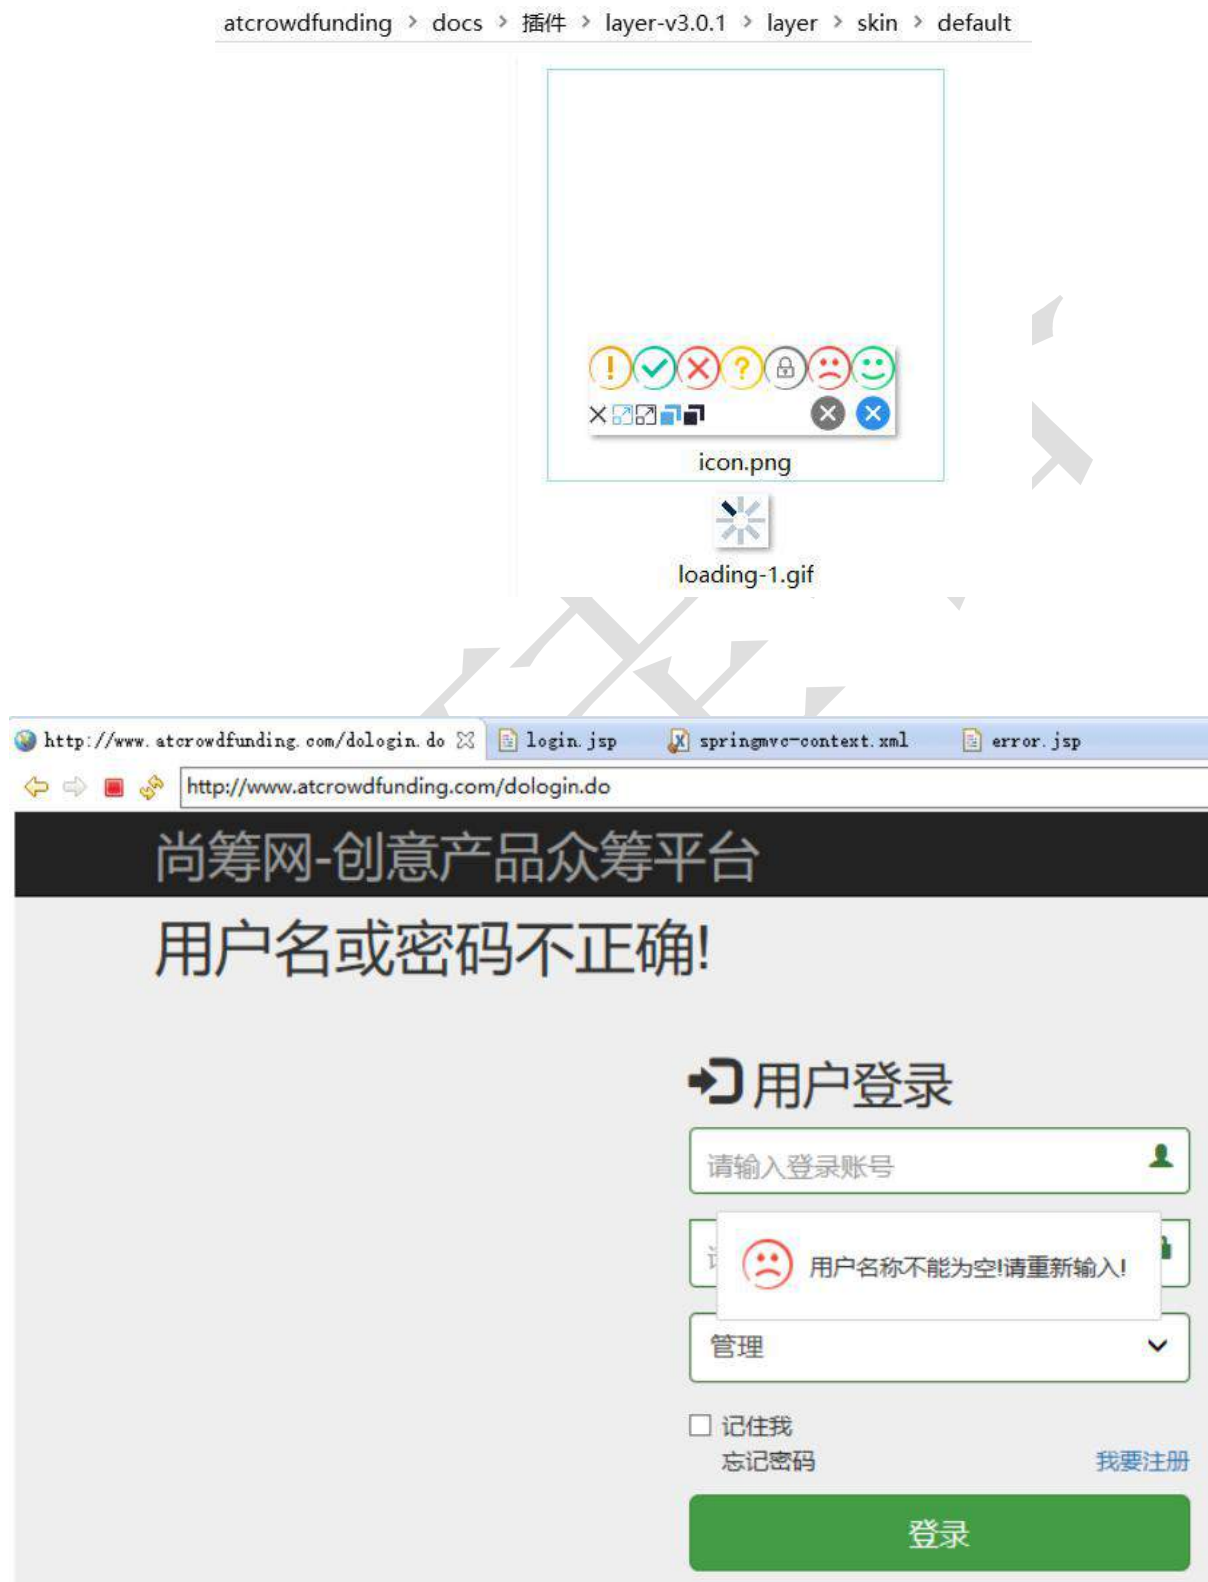 atcrowdfunding > docs > 插件 > layer-v3.0.1 > layer > skin > default
icon.png
loading-1.gif
http://www.atcrowdfunding.com/dologin.do login.jsp springmvc-context.xml error.jsp
http://www.atcrowdfunding.com/dologin.do
尚筹网-创意产品众筹平台
用户名或密码不正确!
用户登录
请输入登录账号
用户名称不能为空!请重新输入!
管理
记住我
忘记密码 我要注册
登录